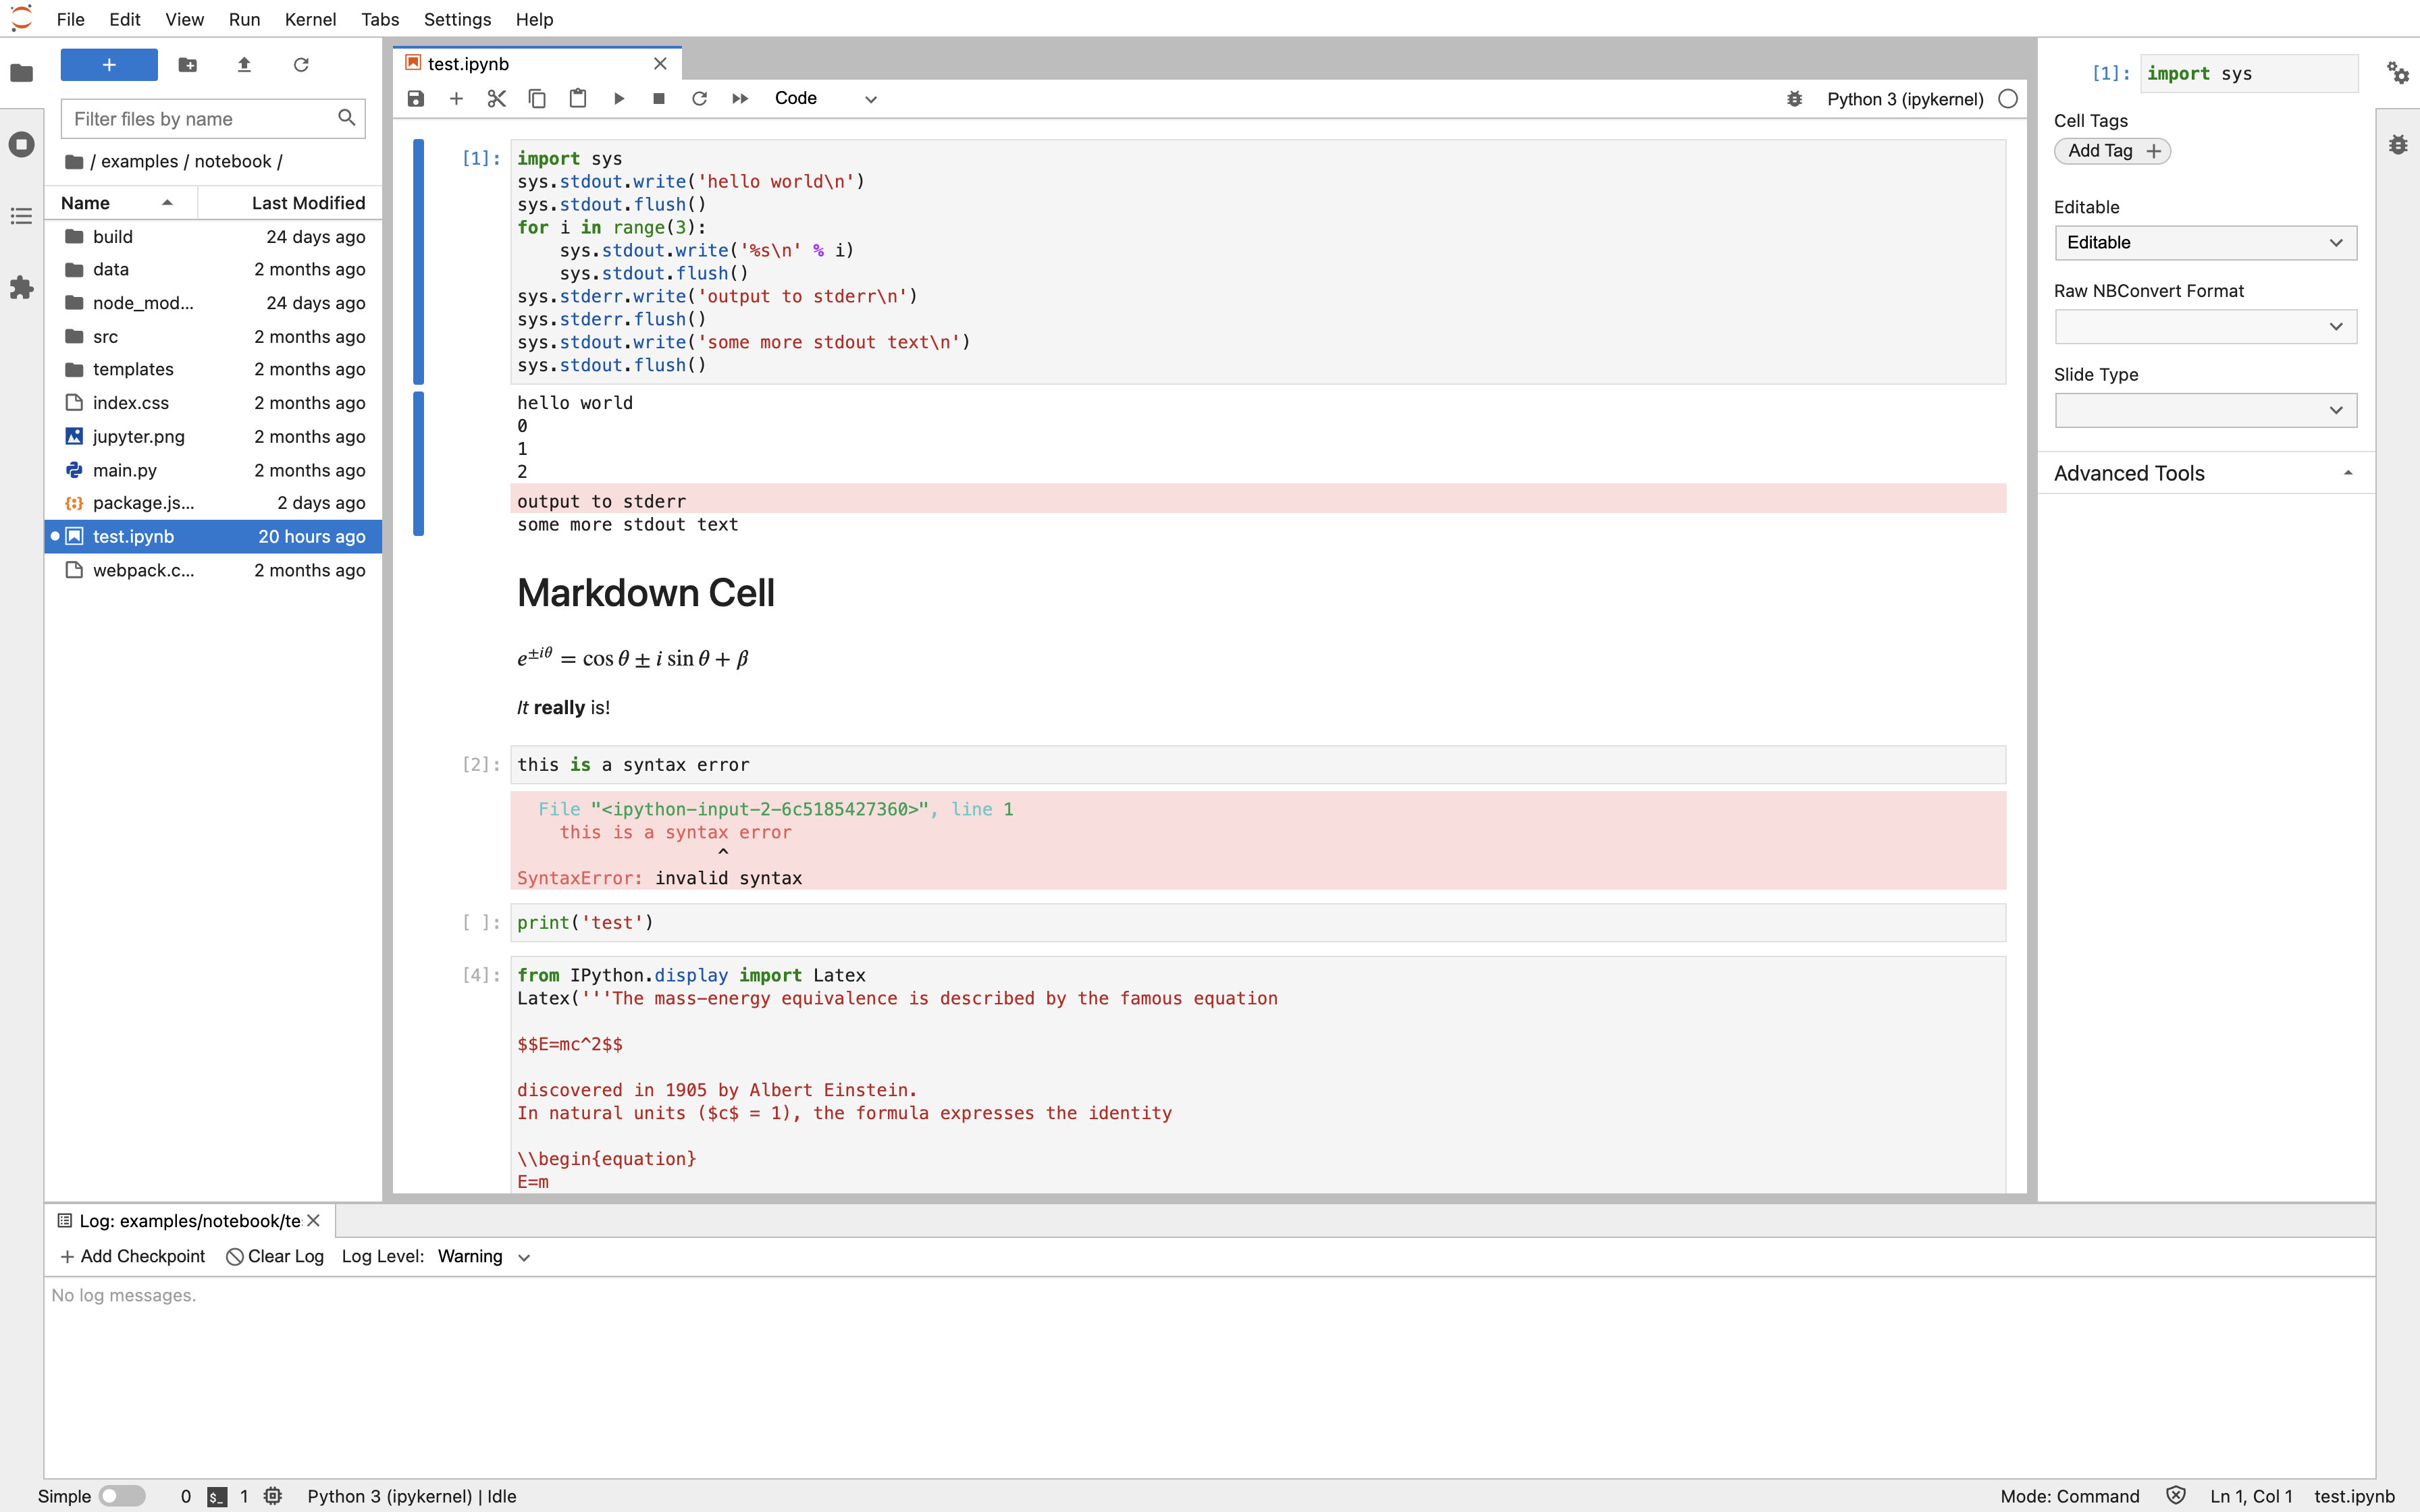 File Edit View Run Kernel Tabs Settings Help
+
Filter files by name
/ examples / notebook /
Name Last Modified
build 24 days ago
data 2 months ago
node_mod... 24 days ago
src 2 months ago
templates 2 months ago
index.css 2 months ago
jupyter.png 2 months ago
main.py 2 months ago
package.js... 2 days ago
test.ipynb 20 hours ago
webpack.c... 2 months ago
test.ipynb
Code
Python 3 (ipykernel)
[1]: import sys
sys.stdout.write('hello world\n')
sys.stdout.flush()
for i in range(3):
    sys.stdout.write('%s\n' % i)
    sys.stdout.flush()
sys.stderr.write('output to stderr\n')
sys.stderr.flush()
sys.stdout.write('some more stdout text\n')
sys.stdout.flush()
hello world
0
1
2
output to stderr
some more stdout text
Markdown Cell
e^{±iθ} = cos θ ± i sin θ + β
It really is!
[2]: this is a syntax error
  File "<ipython-input-2-6c5185427360>", line 1
    this is a syntax error
                   ^
SyntaxError: invalid syntax
[ ]: print('test')
[4]: from IPython.display import Latex
Latex('''The mass-energy equivalence is described by the famous equation
$$E=mc^2$$
discovered in 1905 by Albert Einstein.
In natural units ($c$ = 1), the formula expresses the identity
\\begin{equation}
E=m
[1]: import sys
Cell Tags
Add Tag +
Editable
Editable
Raw NBConvert Format
Slide Type
Advanced Tools
Log: examples/notebook/te
+ Add Checkpoint Clear Log Log Level: Warning
No log messages.
Simple 0 $_ 1 Python 3 (ipykernel) | Idle
Mode: Command Ln 1, Col 1 test.ipynb